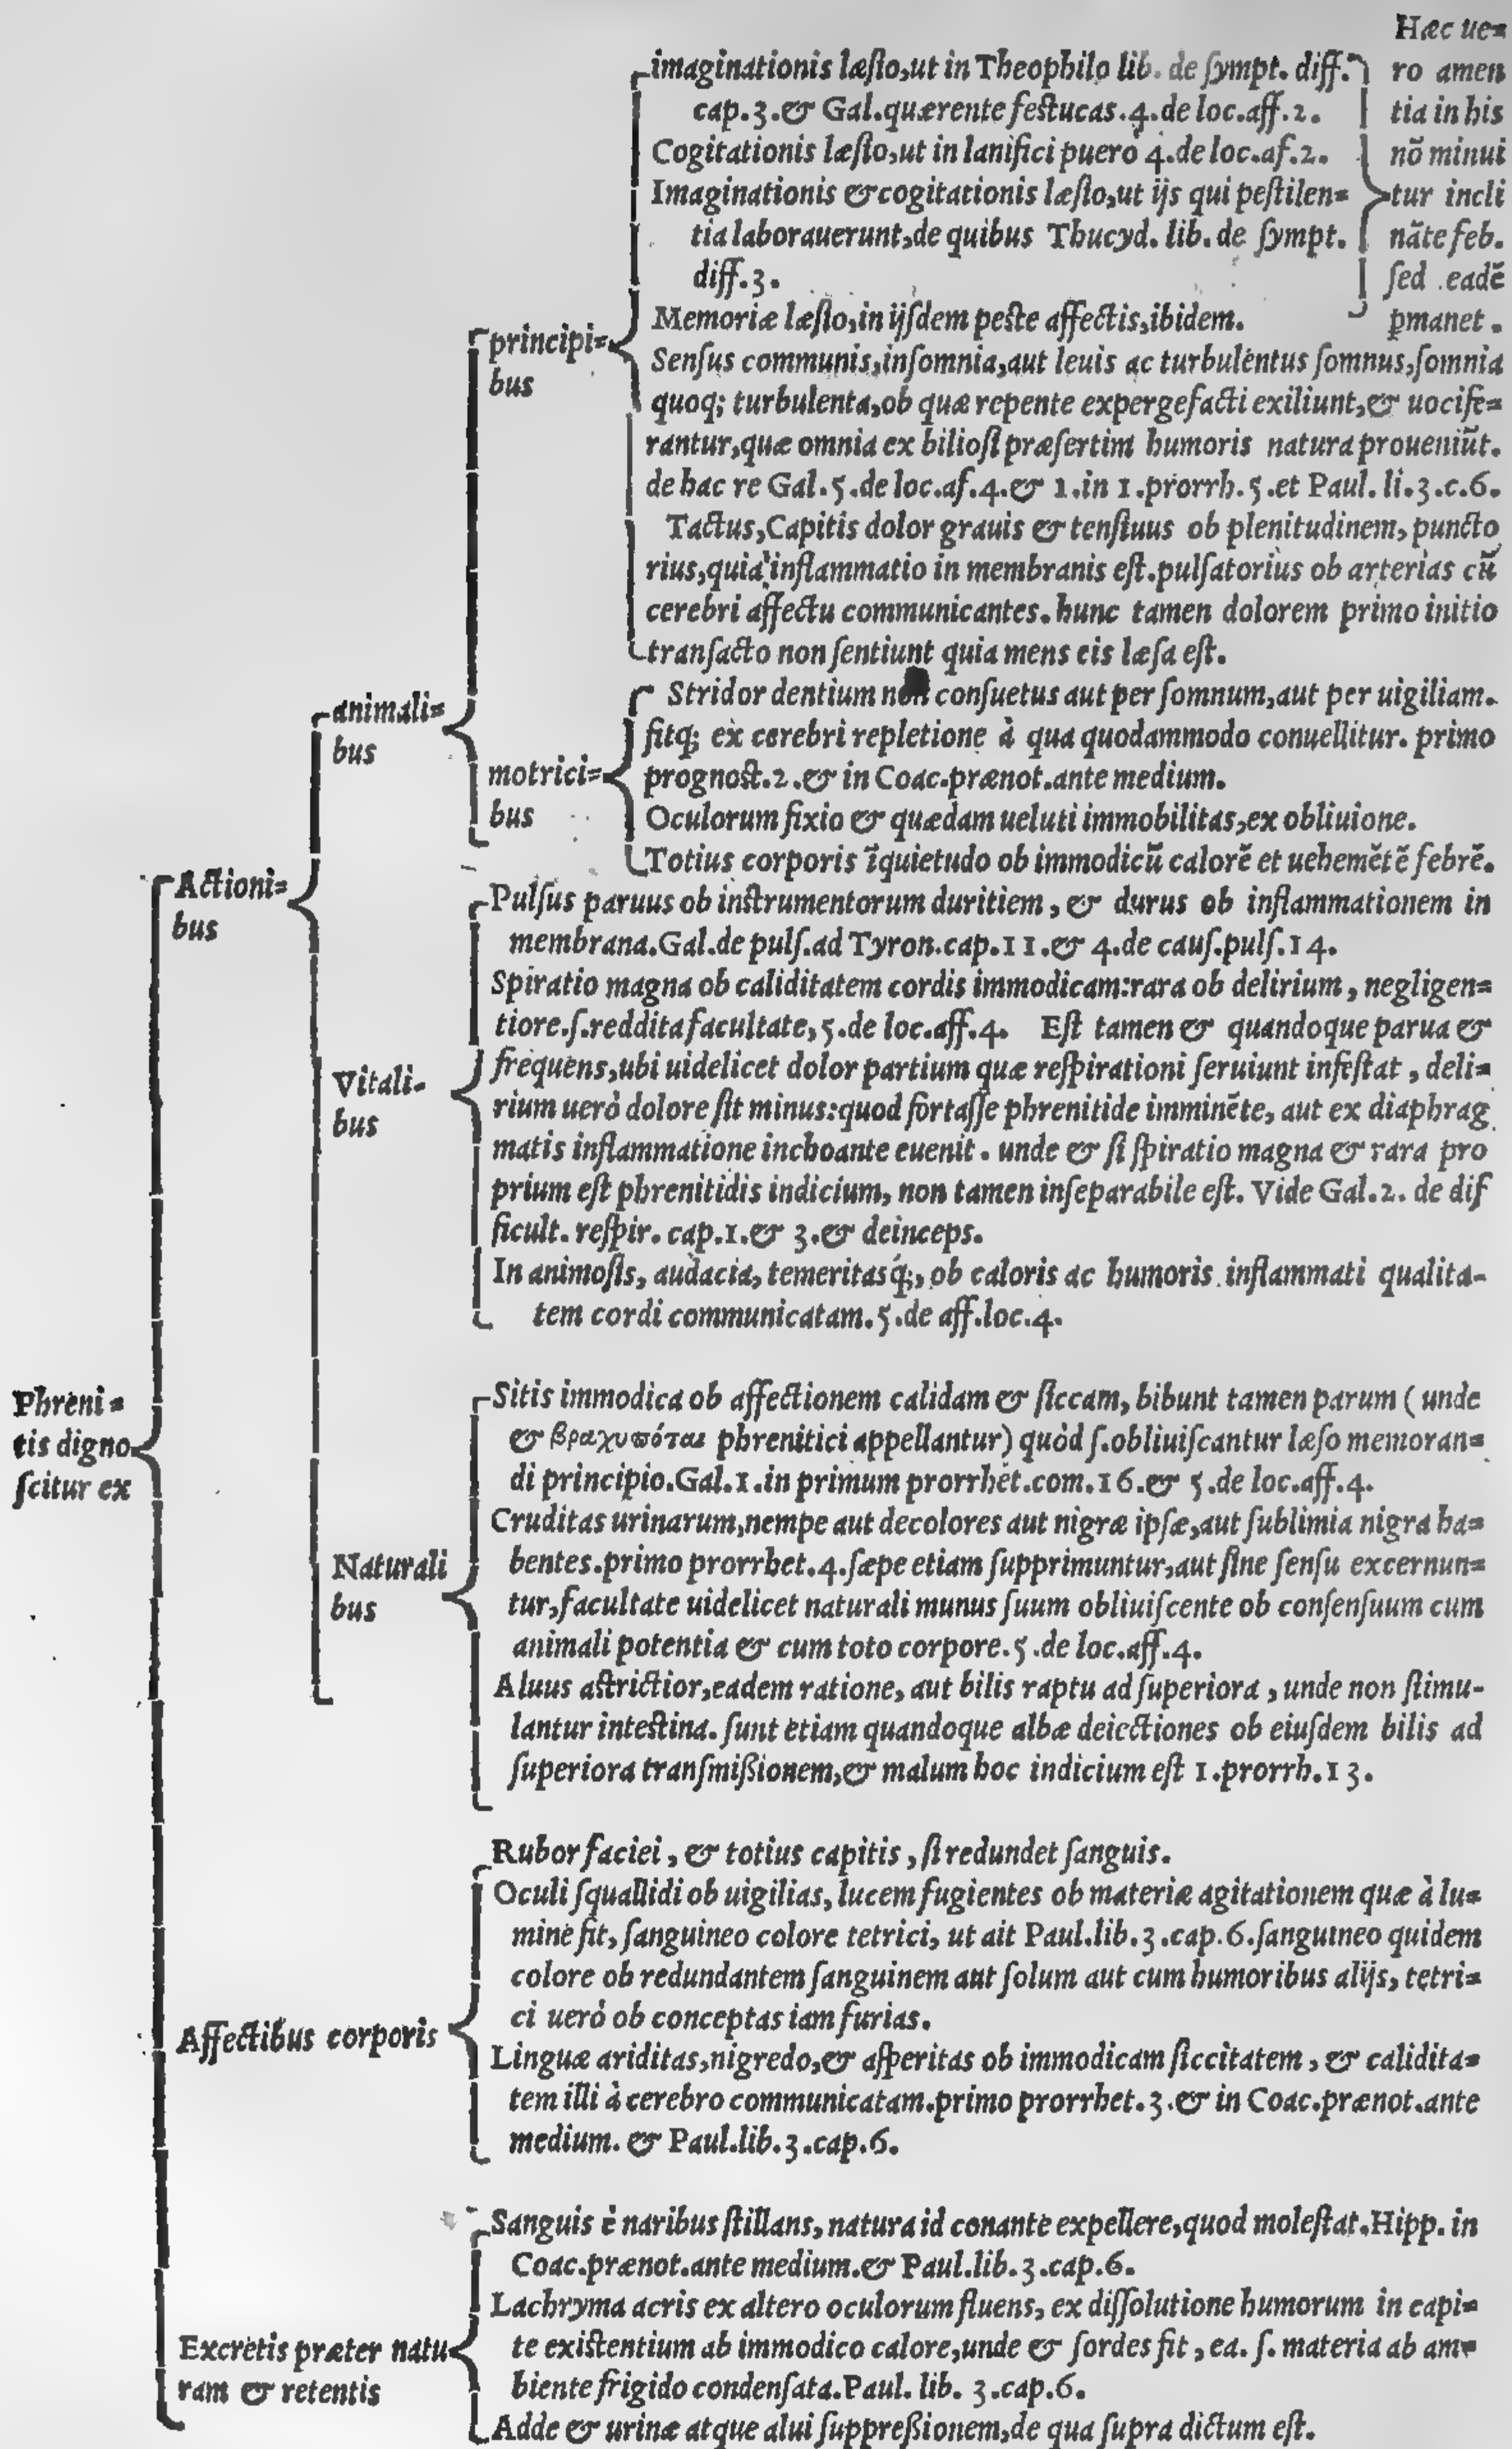 Hæc ue=
ro amen
tia in his
nõ minui
tur incli
nãte feb.
ſed eadē
ꝑmanet.
imaginationis læſio, ut in Theophilo lib. de ſympt. diff.
cap.3.& Gal.quærente feſtucas.4.de loc.aff.2.
Cogitationis læſio, ut in lanifici puero 4.de loc.af.2.
Imaginationis & cogitationis læſio, ut ijs qui peſtilen=
tia laborauerunt, de quibus Thucyd. lib. de ſympt.
diff.3.
Memoriæ læſio, in ijſdem peſte affectis, ibidem.
principi=
bus
Senſus communis, inſomnia, aut leuis ac turbulentus ſomnus, ſomnia
quoq; turbulenta, ob quæ repente expergefacti exiliunt, & uocife=
rantur, quæ omnia ex bilioſi præſertim humoris natura proueniūt.
de hac re Gal.5.de loc.af.4.& 1.in 1.prorrh.5.et Paul. li.3.c.6.
Tactus, Capitis dolor grauis & tenſiuus ob plenitudinem, puncto
rius, quia inflammatio in membranis eſt.pulſatorius ob arterias cū
cerebri affectu communicantes. hunc tamen dolorem primo initio
tranſacto non ſentiunt quia mens eis læſa eſt.
animali=
bus
motrici=
bus
Stridor dentium non conſuetus aut per ſomnum, aut per uigiliam.
fitq; ex cerebri repletione à qua quodammodo conuellitur. primo
prognoſt.2.& in Coac.prænot.ante medium.
Oculorum fixio & quædam ueluti immobilitas, ex obliuione.
Totius corporis īquietudo ob immodicū calorē et uehemētē febrē.
Actioni=
bus
Pulſus paruus ob inſtrumentorum duritiem, & durus ob inflammationem in
membrana.Gal.de pulſ.ad Tyron.cap.11.& 4.de cauſ.pulſ.14.
Spiratio magna ob caliditatem cordis immodicam:rara ob delirium, negligen=
tiore.ſ.reddita facultate, 5.de loc.aff.4. Eſt tamen & quandoque parua &
frequens, ubi uidelicet dolor partium quæ reſpirationi ſeruiunt infeſtat, deli=
rium uerò dolore ſit minus:quod fortaſſe phrenitide imminēte, aut ex diaphrag
matis inflammatione inchoante euenit. unde & ſi ſpiratio magna & rara pro
prium eſt phrenitidis indicium, non tamen inſeparabile eſt. Vide Gal.2. de dif
ficult. reſpir. cap.1.& 3.& deinceps.
In animoſis, audacia, temeritasq́;, ob caloris ac humoris inflammati qualita-
tem cordi communicatam.5.de aff.loc.4.
Vitali-
bus
Phreni=
tis digno
ſcitur ex
Sitis immodica ob affectionem calidam & ſiccam, bibunt tamen parum (unde
& βραχυπόται phrenitici appellantur) quòd ſ.obliuiſcantur læſo memoran=
di principio.Gal.1.in primum prorrhet.com.16.& 5.de loc.aff.4.
Cruditas urinarum, nempe aut decolores aut nigræ ipſæ, aut ſublimia nigra ha=
bentes.primo prorrhet.4.ſæpe etiam ſupprimuntur, aut ſine ſenſu excernun=
tur, facultate uidelicet naturali munus ſuum obliuiſcente ob conſenſuum cum
animali potentia & cum toto corpore.5.de loc.aff.4.
Naturali
bus
Aluus aſtrictior, eadem ratione, aut bilis raptu ad ſuperiora, unde non ſtimu-
lantur inteſtina. ſunt etiam quandoque albæ deiectiones ob eiuſdem bilis ad
ſuperiora tranſmißionem, & malum hoc indicium eſt 1.prorrh.13.
Rubor faciei, & totius capitis, ſi redundet ſanguis.
Oculi ſquallidi ob uigilias, lucem fugientes ob materiæ agitationem quæ à lu=
mine fit, ſanguineo colore tetrici, ut ait Paul.lib.3.cap.6.ſanguineo quidem
colore ob redundantem ſanguinem aut ſolum aut cum humoribus alijs, tetri=
ci uerò ob conceptas iam furias.
Affectibus corporis
Linguæ ariditas, nigredo, & aſperitas ob immodicam ſiccitatem, & calidita=
tem illi à cerebro communicatam.primo prorrhet.3.& in Coac.prænot.ante
medium. & Paul.lib.3.cap.6.
Sanguis è naribus ſtillans, natura id conante expellere, quod moleſtat.Hipp. in
Coac.prænot.ante medium.& Paul.lib.3.cap.6.
Lachryma acris ex altero oculorum fluens, ex diſſolutione humorum in capi=
te exiſtentium ab immodico calore, unde & ſordes fit, ea. ſ. materia ab am=
biente frigido condenſata.Paul. lib. 3.cap.6.
Excretis præter natu
ram & retentis
Adde & urinæ atque alui ſuppreßionem, de qua ſupra dictum eſt.